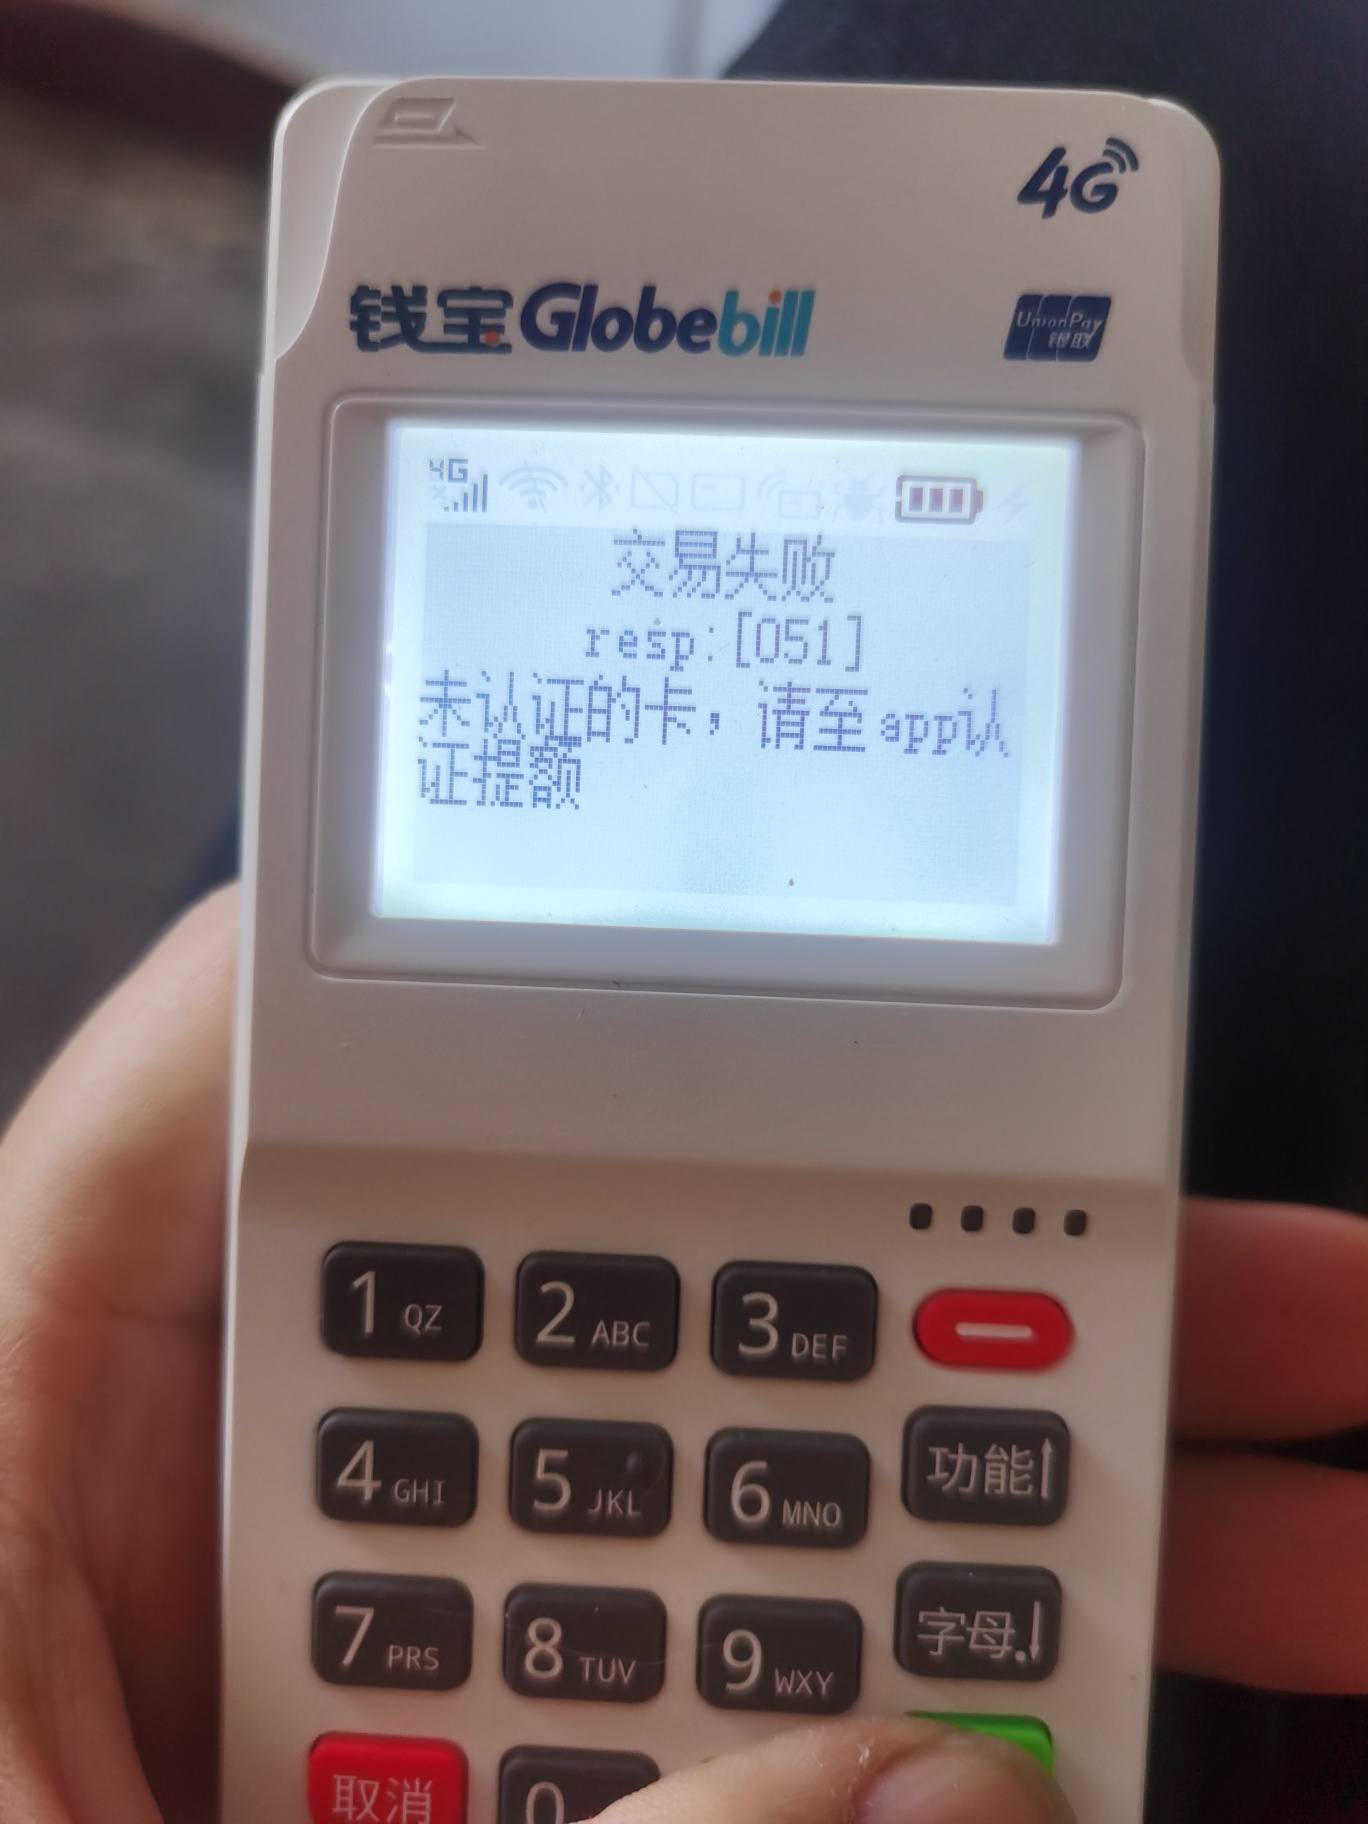 4G
钱宝Globebill
UnionPay
银联
4G
交易失败
resp:[051]
未认证的卡，请至app认
证提额
1 QZ
2 ABC
3 DEF
4 GHI
5 JKL
6 MNO
功能↑
7 PRS
8 TUV
9 WXY
字母.↓
取消
0